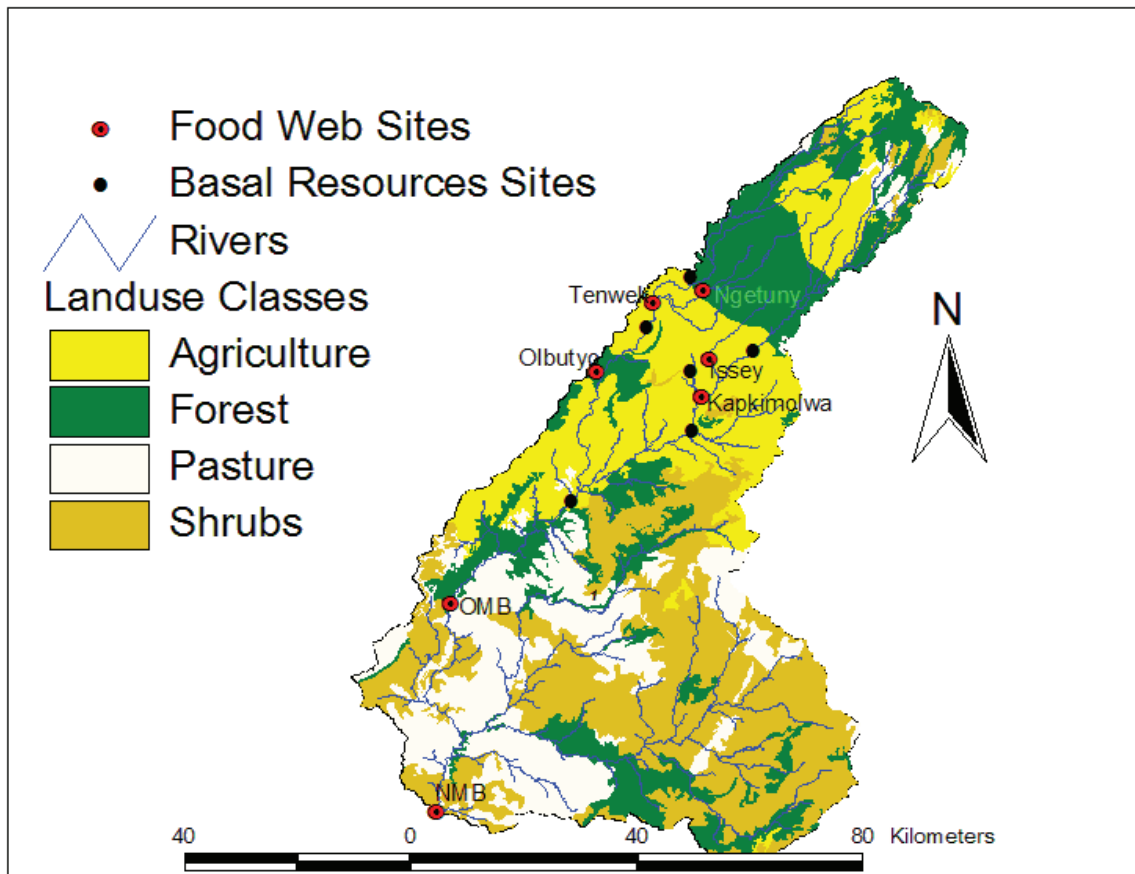 Food Web Sites
Basal Resources Sites
Rivers
Landuse Classes
Agriculture
Forest
Pasture
Shrubs
Tenwek
Ngetuny
N
Olbutyo
Issey
Kapkimolwa
1
OMB
NMB
40 0 40 80 Kilometers